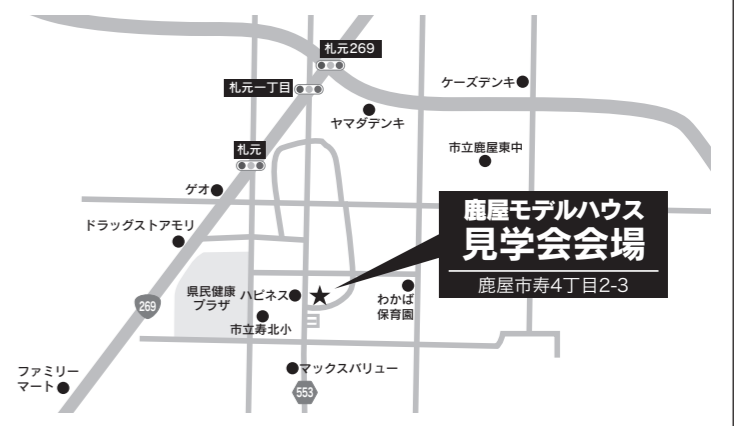 札元269
札元一丁目
ケーズデンキ
ヤマダデンキ
札元
市立鹿屋東中
ゲオ
鹿屋モデルハウス
見学会会場
鹿屋市寿4丁目2-3
ドラッグストアモリ
県民健康
プラザ
ハピネス
わかば
保育園
269
市立寿北小
ファミリー
マート
マックスバリュー
553